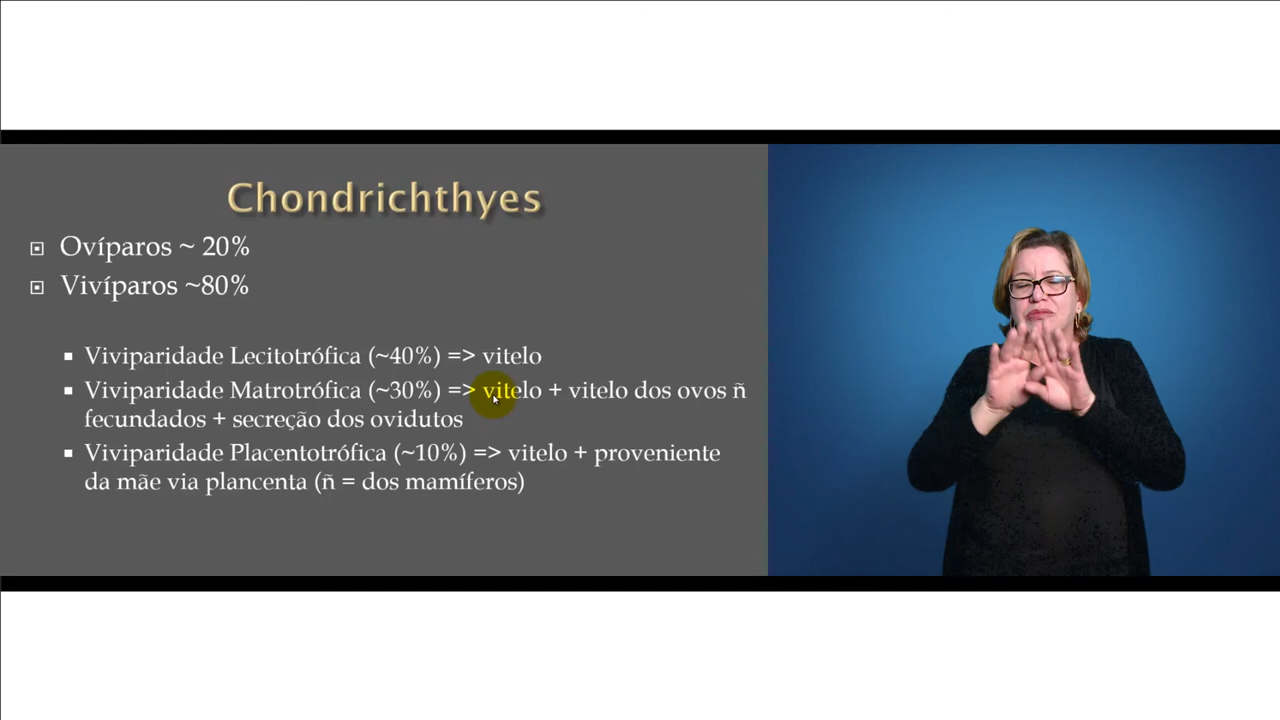 Chondrichthyes
Ovíparos ~ 20%
Vivíparos ~80%
Viviparidade Lecitotrófica (~40%) => vitelo
Viviparidade Matrotrófica (~30%) => vitelo + vitelo dos ovos ñ
fecundados + secreção dos ovidutos
Viviparidade Placentotrófica (~10%) => vitelo + proveniente
da mãe via plancenta (ñ = dos mamíferos)